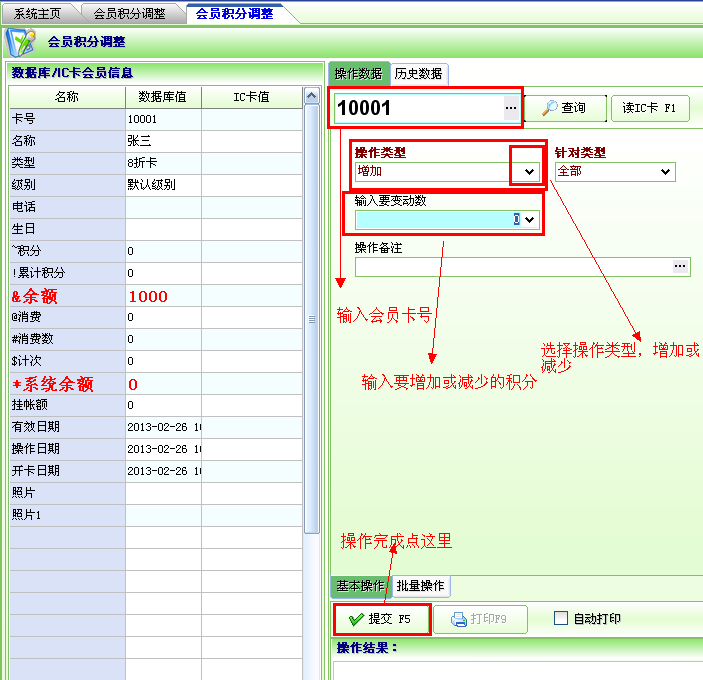 系统主页 会员积分调整 会员积分调整
会员积分调整
数据库/IC卡会员信息
名称 数据库值 IC卡值
卡号 10001
名称 张三
类型 8折卡
级别 默认级别
电话
生日
^积分 0
!累计积分 0
&余额 1000
@消费 0
#消费数 0
$计次 0
*系统余额 0
挂帐额 0
有效日期 2013-02-26 10
操作日期 2013-02-26 10
开卡日期 2013-02-26 10
照片
照片1
操作数据 历史数据
10001 ... 查询 读IC卡 F1
操作类型 针对类型
增加 全部
输入要变动数
0
操作备注
...
输入会员卡号
选择操作类型，增加或
减少
输入要增加或减少的积分
操作完成点这里
基本操作 批量操作
提交 F5 打印F9 自动打印
操作结果：